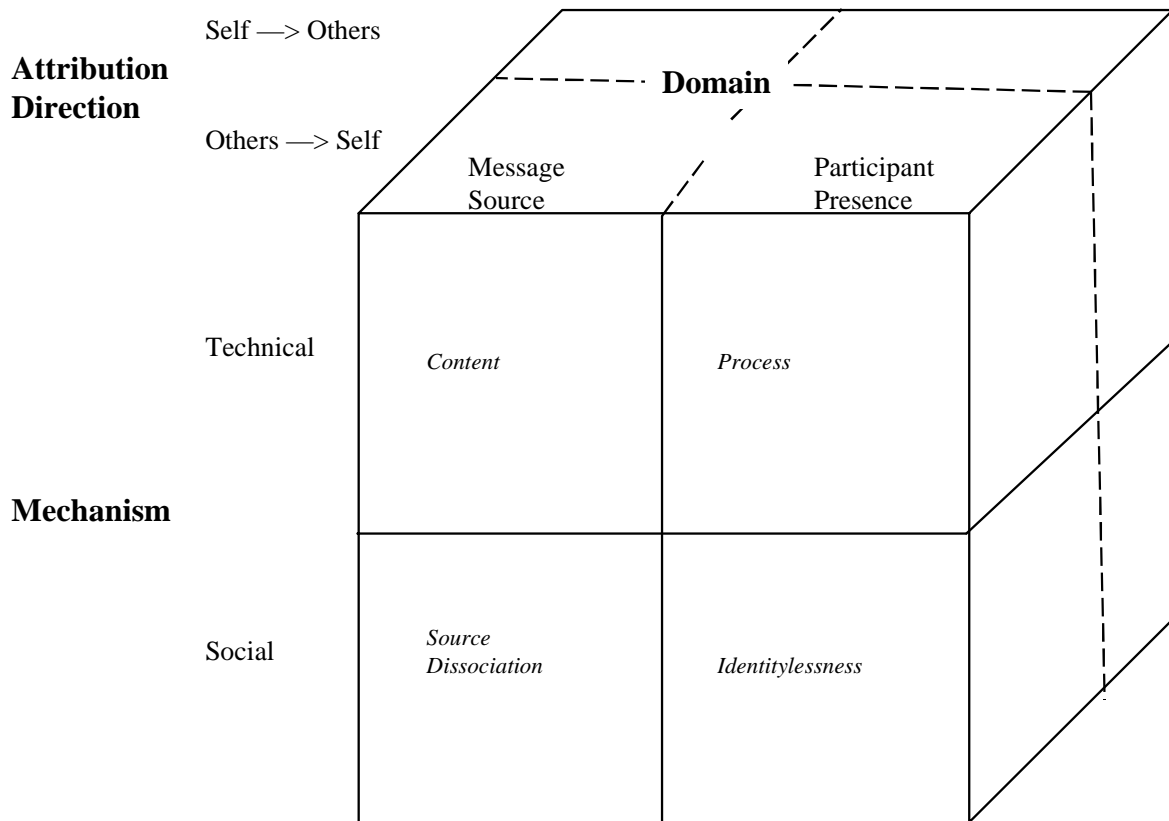 Self —> Others
Attribution
Direction
Domain
Others —> Self
Message
Source
Participant
Presence
Technical
Content
Process
Mechanism
Social
Source
Dissociation
Identitylessness